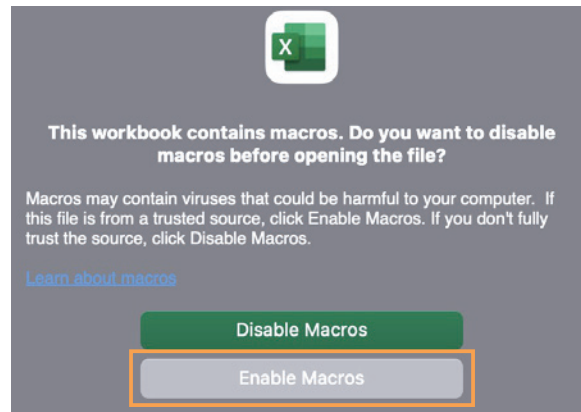 X
This workbook contains macros. Do you want to disable
macros before opening the file?
Macros may contain viruses that could be harmful to your computer.  If
this file is from a trusted source, click Enable Macros. If you don't fully
trust the source, click Disable Macros.
Learn about macros
Disable Macros
Enable Macros